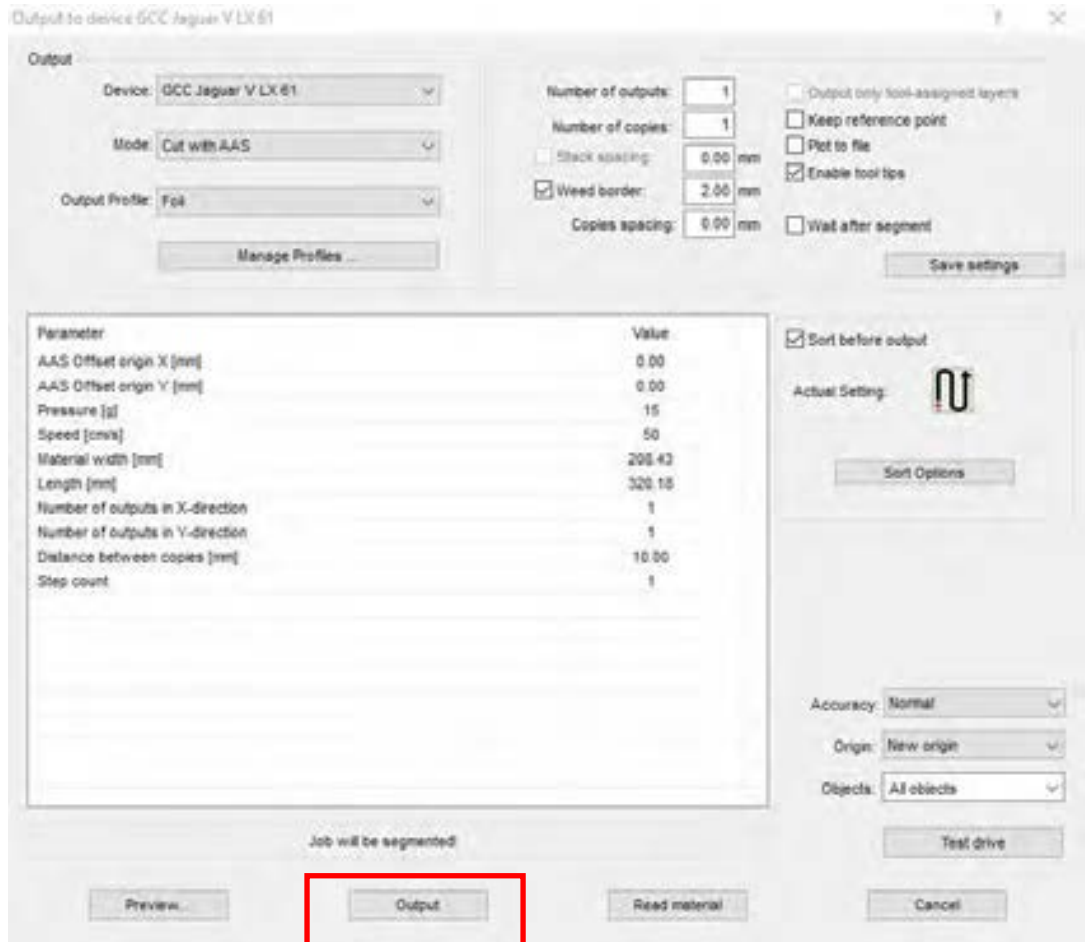 Output to device GCC Jaguar V LX 61
Output
Device: GCC Jaguar V LX 61
Mode: Cut with AAS
Output Profile: Foil
Manage Profiles ...
Number of outputs: 1
Number of copies: 1
Stack spacing: 0.00 mm
Weed border: 2.00 mm
Copies spacing: 0.00 mm
Output only tool-assigned layers
Keep reference point
Plot to file
Enable tool tips
Wait after segment
Save settings
Parameter Value
AAS Offset origin X [mm] 0.00
AAS Offset origin Y [mm] 0.00
Pressure [g] 15
Speed [cm/s] 50
Material width [mm] 208.43
Length [mm] 320.18
Number of outputs in X-direction 1
Number of outputs in Y-direction 1
Distance between copies [mm] 10.00
Step count 1
Sort before output
Actual Setting:
Sort Options
Accuracy: Normal
Origin: New origin
Objects: All objects
Job will be segmented!
Test drive
Preview...
Output
Read material
Cancel